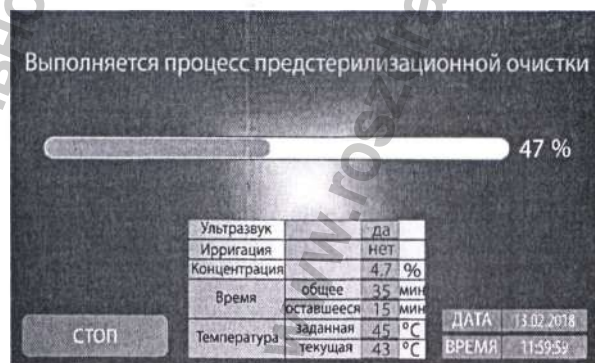 Выполняется процесс предстерилизационной очистки
47 %
Ультразвук да
Ирригация нет
Концентрация 4,7 %
Время общее 35 мин
оставшееся 15 мин
Температура заданная 45 °C
текущая 43 °C
СТОП
ДАТА 13.02.2018
ВРЕМЯ 11:59:59